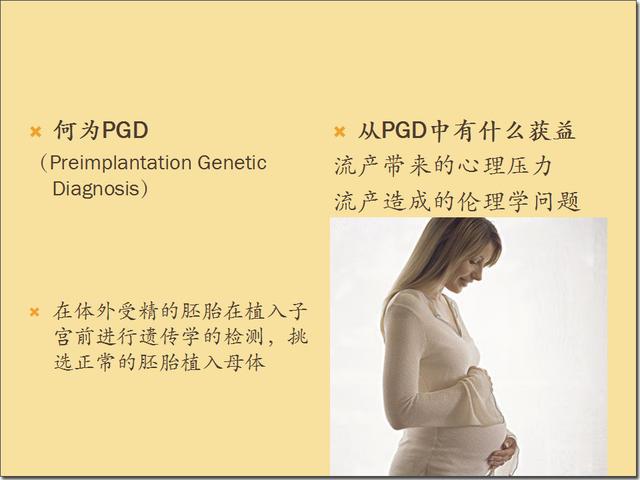 何为PGD
（Preimplantation Genetic
Diagnosis）
在体外受精的胚胎在植入子
宫前进行遗传学的检测，挑
选正常的胚胎植入母体
从PGD中有什么获益
流产带来的心理压力
流产造成的伦理学问题